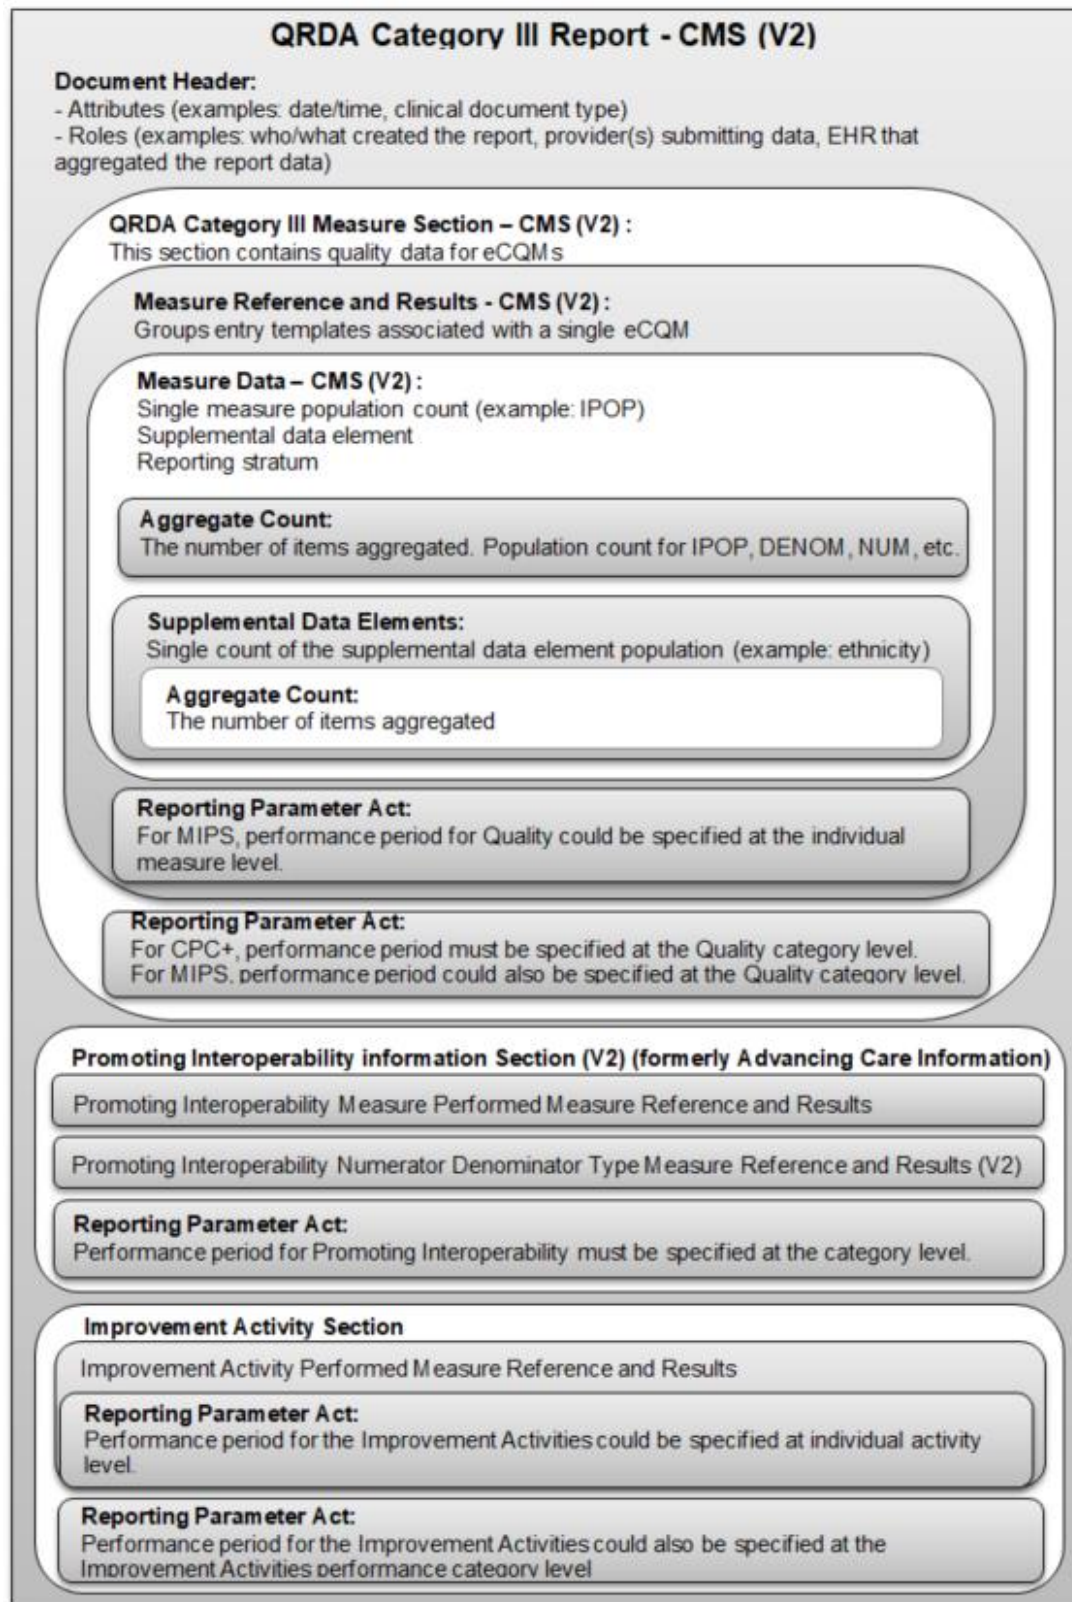 QRDA Category III Report - CMS (V2)
Document Header:
- Attributes (examples: date/time, clinical document type)
- Roles (examples: who/what created the report, provider(s) submitting data, EHR that
aggregated the report data)
QRDA Category III Measure Section – CMS (V2) :
This section contains quality data for eCQMs
Measure Reference and Results - CMS (V2) :
Groups entry templates associated with a single eCQM
Measure Data – CMS (V2) :
Single measure population count (example: IPOP)
Supplemental data element
Reporting stratum
Aggregate Count:
The number of items aggregated. Population count for IPOP, DENOM, NUM, etc.
Supplemental Data Elements:
Single count of the supplemental data element population (example: ethnicity)
Aggregate Count:
The number of items aggregated
Reporting Parameter Act:
For MIPS, performance period for Quality could be specified at the individual
measure level.
Reporting Parameter Act:
For CPC+, performance period must be specified at the Quality category level.
For MIPS, performance period could also be specified at the Quality category level.
Promoting Interoperability information Section (V2) (formerly Advancing Care Information)
Promoting Interoperability Measure Performed Measure Reference and Results
Promoting Interoperability Numerator Denominator Type Measure Reference and Results (V2)
Reporting Parameter Act:
Performance period for Promoting Interoperability must be specified at the category level.
Improvement Activity Section
Improvement Activity Performed Measure Reference and Results
Reporting Parameter Act:
Performance period for the Improvement Activities could be specified at individual activity
level.
Reporting Parameter Act:
Performance period for the Improvement Activities could also be specified at the
Improvement Activities performance category level